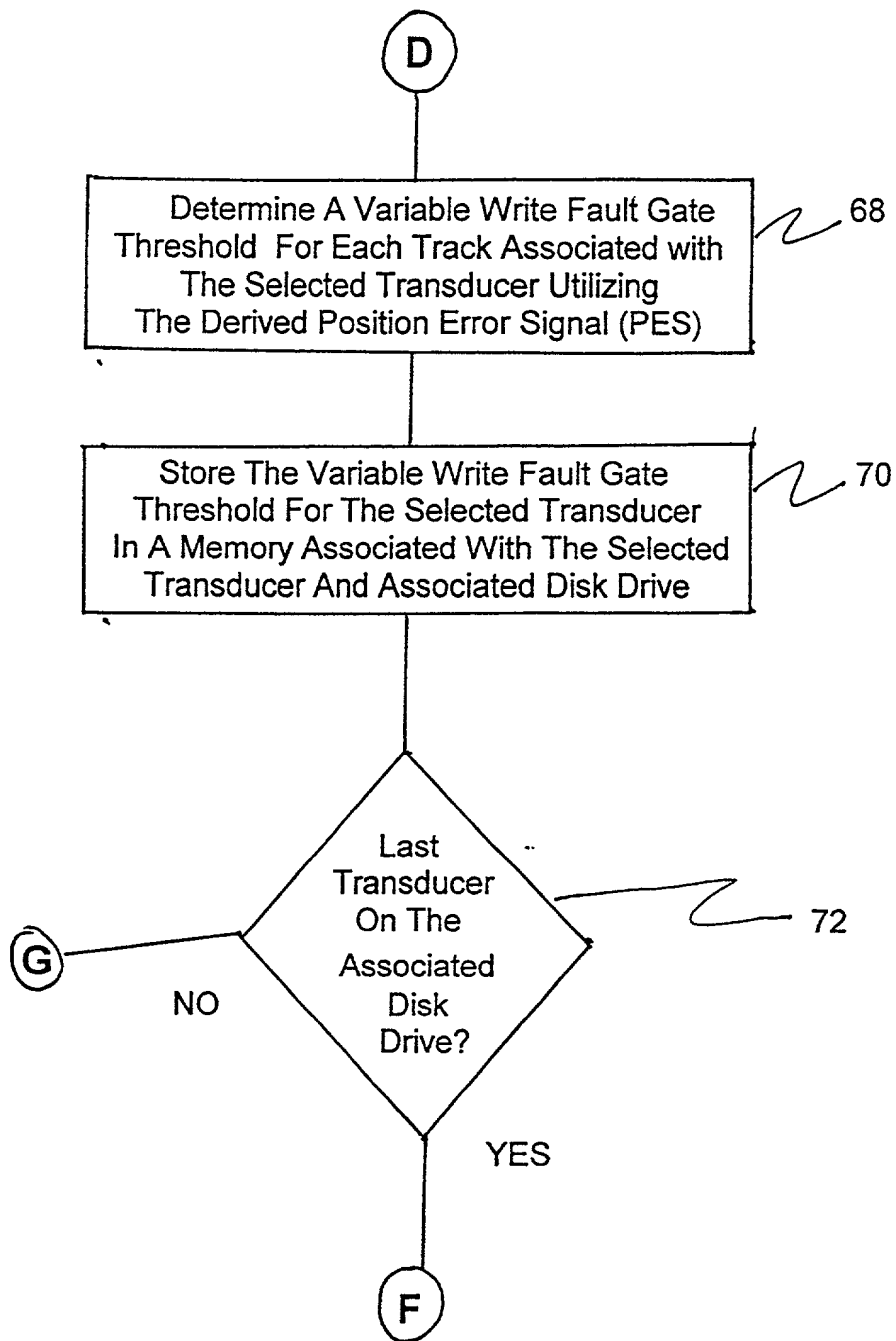 D
Determine A Variable Write Fault Gate
Threshold For Each Track Associated with
The Selected Transducer Utilizing
The Derived Position Error Signal (PES)
68
Store The Variable Write Fault Gate
Threshold For The Selected Transducer
In A Memory Associated With The Selected
Transducer And Associated Disk Drive
70
Last
Transducer
On The
Associated
Disk
Drive?
72
G
NO
YES
F